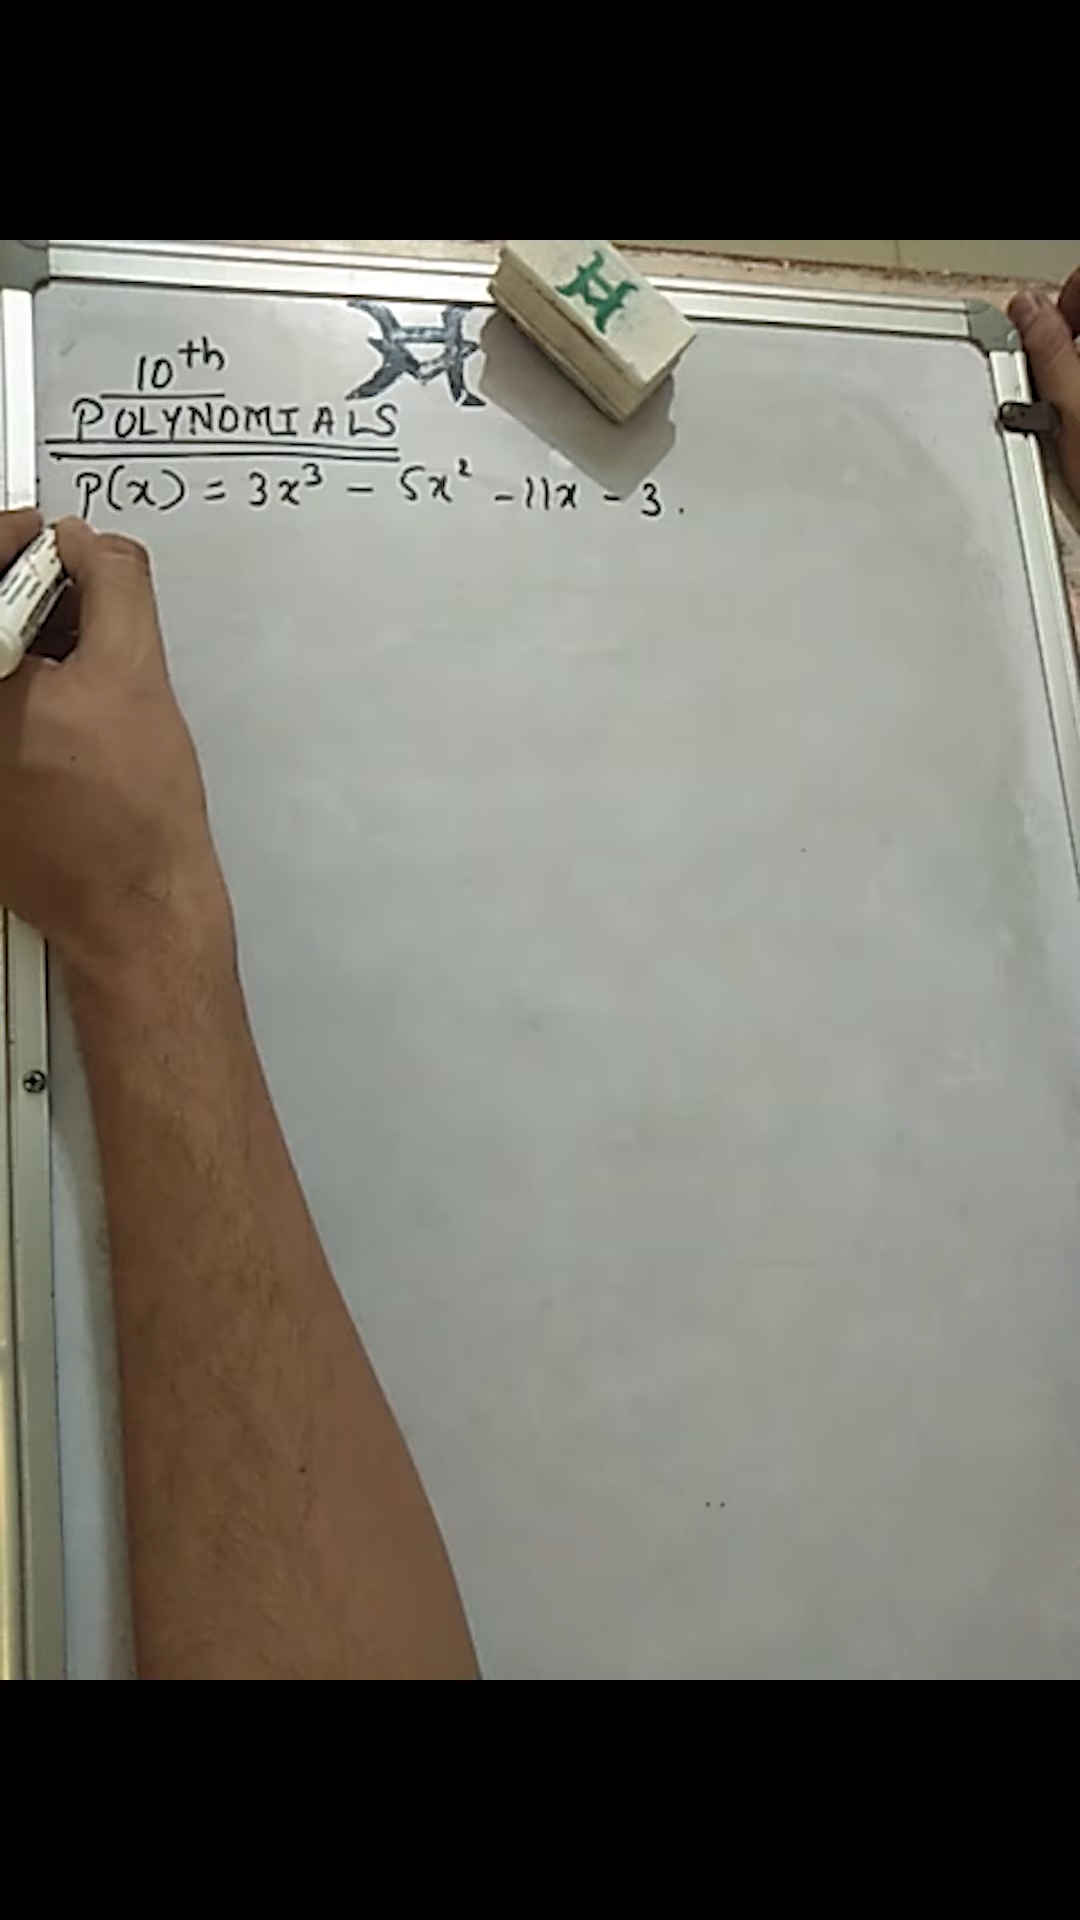 10th
POLYNOMIALS
P(x) = 3x³ - 5x² - 11x - 3.